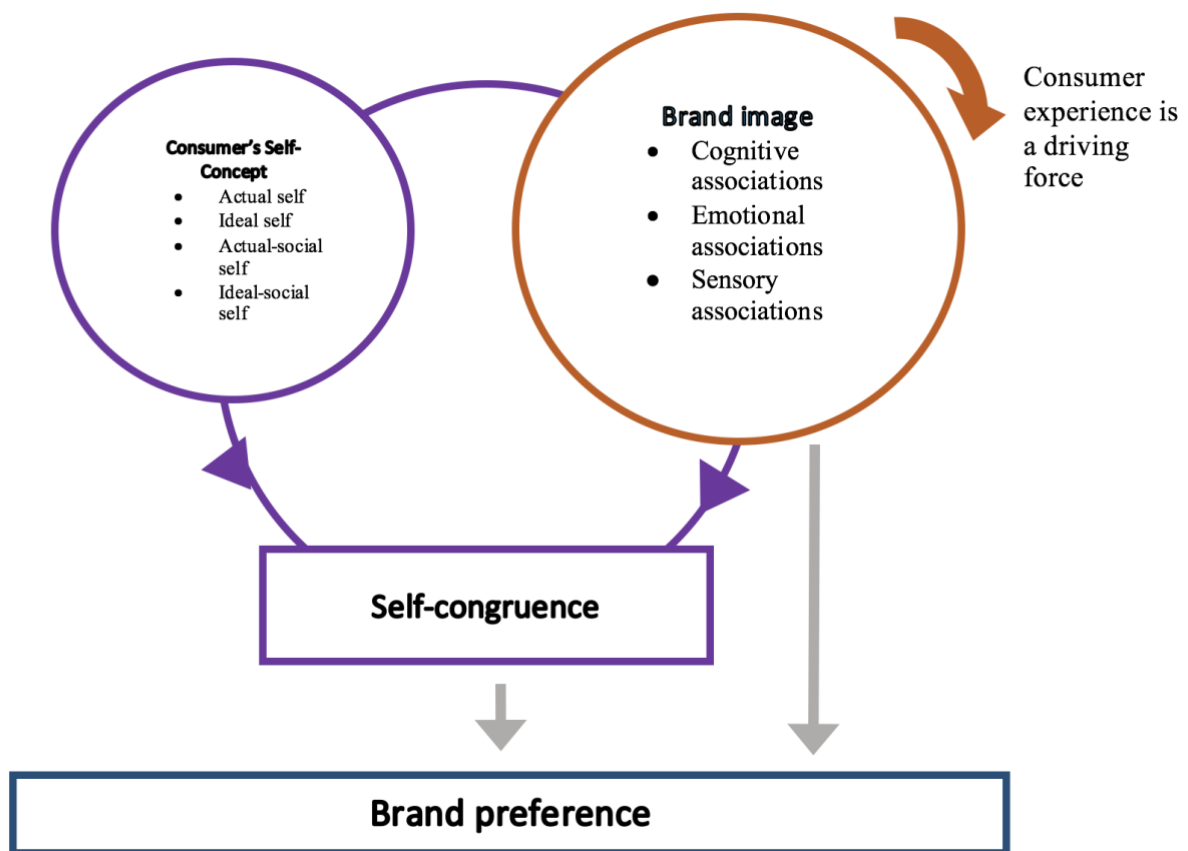 Consumer's Self-
Concept
• Actual self
• Ideal self
• Actual-social
self
• Ideal-social
self
Brand image
• Cognitive
associations
• Emotional
associations
• Sensory
associations
Consumer
experience is
a driving
force
Self-congruence
Brand preference